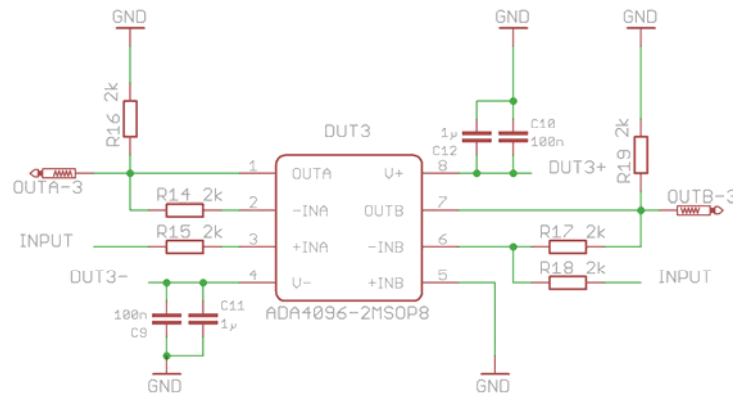 GND
GND
GND
R16 2k
DUT3
1µ
C12
C10
100n
R19 2k
OUTA-3
1
OUTA
V+
8
DUT3+
R14 2k
2
-INA
OUTB
7
OUTB-3
INPUT
R15 2k
3
+INA
-INB
6
R17 2k
DUT3-
4
V-
+INB
5
R18 2k
INPUT
100n
C9
C11
1µ
ADA4096-2MSOP8
GND
GND